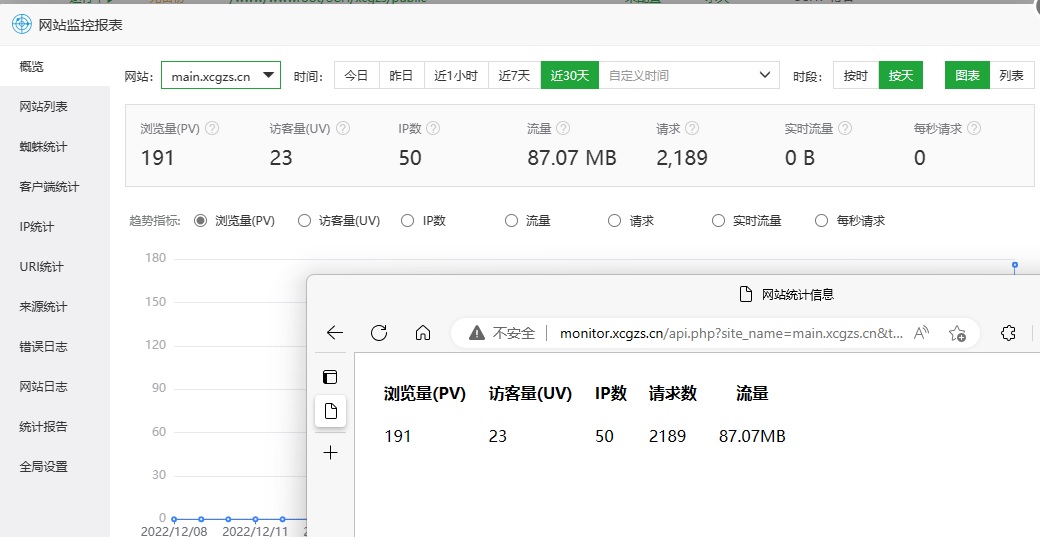 网站监控报表
概览
网站列表
蜘蛛统计
客户端统计
IP统计
URI统计
来源统计
错误日志
网站日志
统计报告
全局设置
网站: main.xcgzs.cn 时间: 今日 昨日 近1小时 近7天 近30天 自定义时间 时段: 按时 按天 图表 列表
浏览量(PV) 访客量(UV) IP数 流量 请求 实时流量 每秒请求
191 23 50 87.07 MB 2,189 0 B 0
趋势指标: 浏览量(PV) 访客量(UV) IP数 流量 请求 实时流量 每秒请求
180
150
120
90
60
30
0
2022/12/08 2022/12/11
网站统计信息
不安全 monitor.xcgzs.cn/api.php?site_name=main.xcgzs.cn&t...
浏览量(PV) 访客量(UV) IP数 请求数 流量
191 23 50 2189 87.07MB